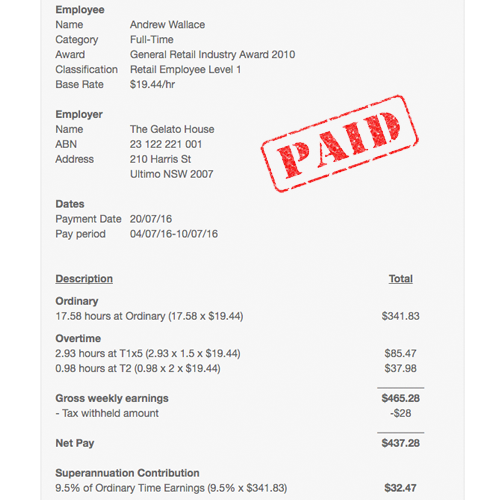 Employee
Name Andrew Wallace
Category Full-Time
Award General Retail Industry Award 2010
Classification Retail Employee Level 1
Base Rate $19.44/hr
Employer
Name The Gelato House
ABN 23 122 221 001
Address 210 Harris St
Ultimo NSW 2007
PAID
Dates
Payment Date 20/07/16
Pay period 04/07/16-10/07/16
Description Total
Ordinary
17.58 hours at Ordinary (17.58 x $19.44) $341.83
Overtime
2.93 hours at T1x5 (2.93 x 1.5 x $19.44) $85.47
0.98 hours at T2 (0.98 x 2 x $19.44) $37.98
Gross weekly earnings $465.28
- Tax withheld amount -$28
Net Pay $437.28
Superannuation Contribution
9.5% of Ordinary Time Earnings (9.5% x $341.83) $32.47